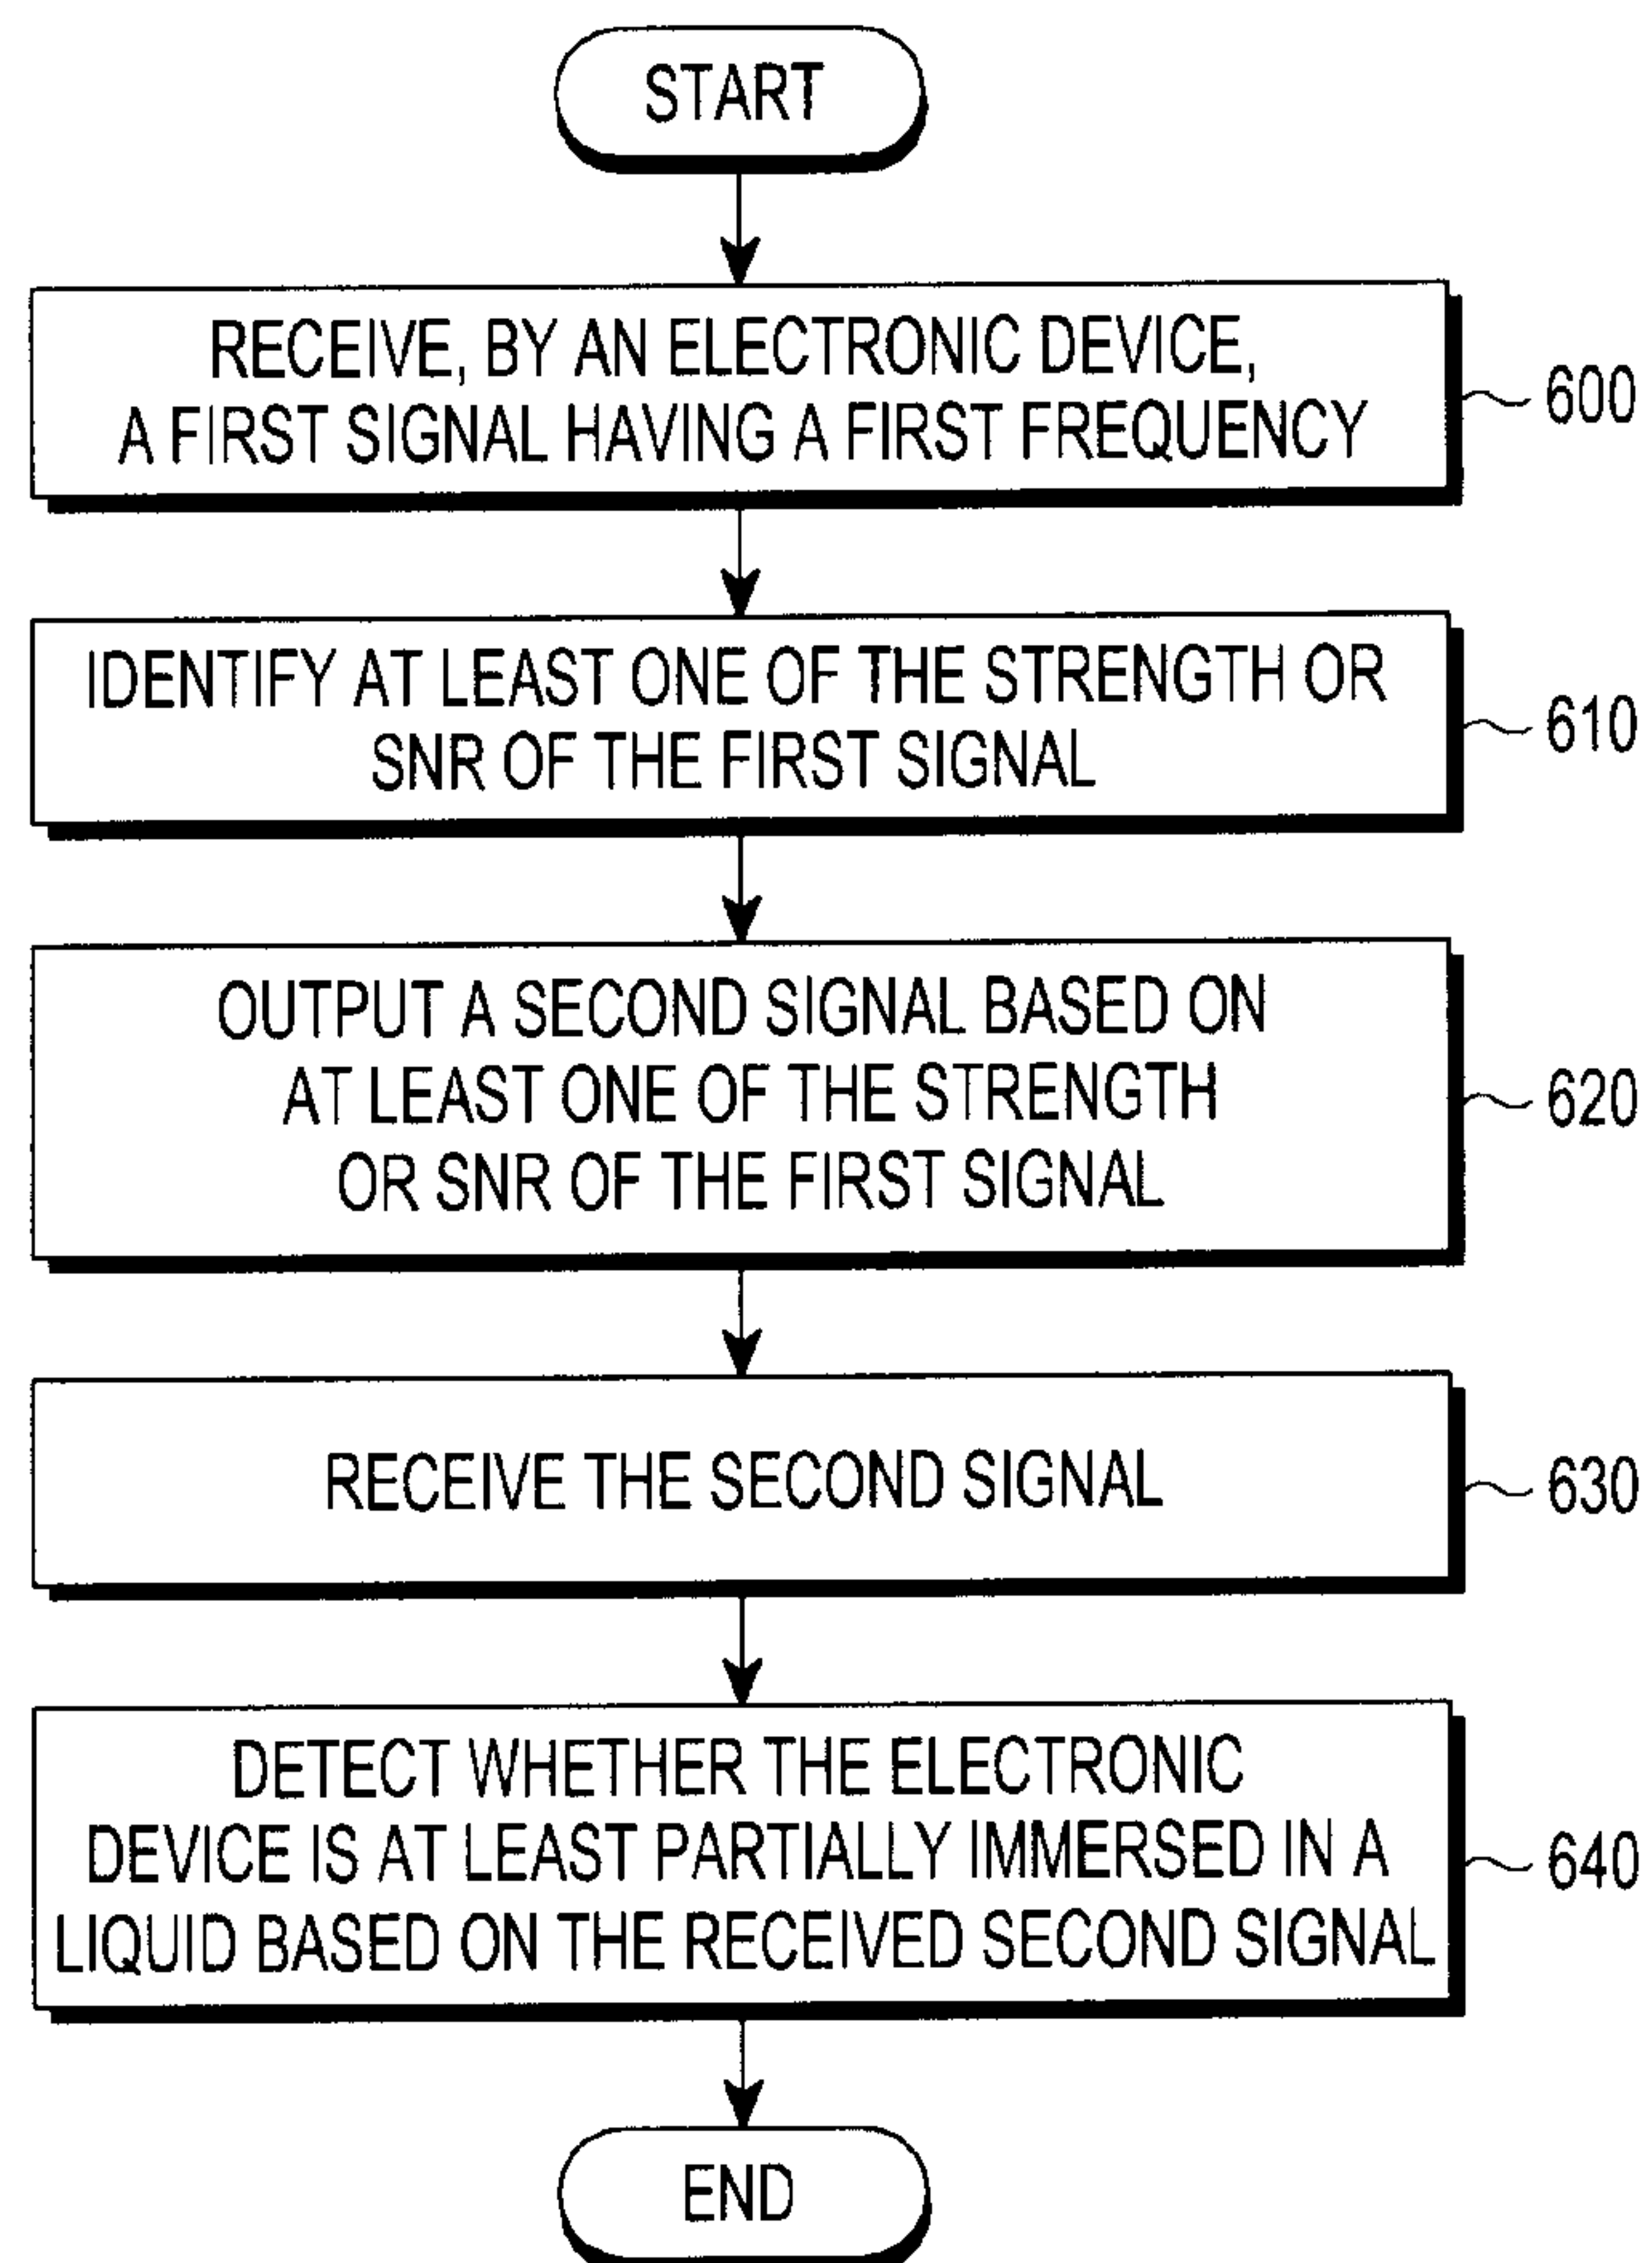 START
RECEIVE, BY AN ELECTRONIC DEVICE,
A FIRST SIGNAL HAVING A FIRST FREQUENCY
600
IDENTIFY AT LEAST ONE OF THE STRENGTH OR
SNR OF THE FIRST SIGNAL
610
OUTPUT A SECOND SIGNAL BASED ON
AT LEAST ONE OF THE STRENGTH
OR SNR OF THE FIRST SIGNAL
620
RECEIVE THE SECOND SIGNAL
630
DETECT WHETHER THE ELECTRONIC
DEVICE IS AT LEAST PARTIALLY IMMERSED IN A
LIQUID BASED ON THE RECEIVED SECOND SIGNAL
640
END